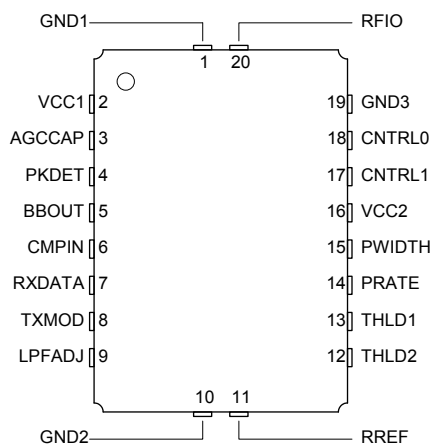 GND1 RFIO
1 20
VCC1 2 19 GND3
AGCCAP 3 18 CNTRL0
PKDET 4 17 CNTRL1
BBOUT 5 16 VCC2
CMPIN 6 15 PWIDTH
RXDATA 7 14 PRATE
TXMOD 8 13 THLD1
LPFADJ 9 12 THLD2
10 11
GND2 RREF